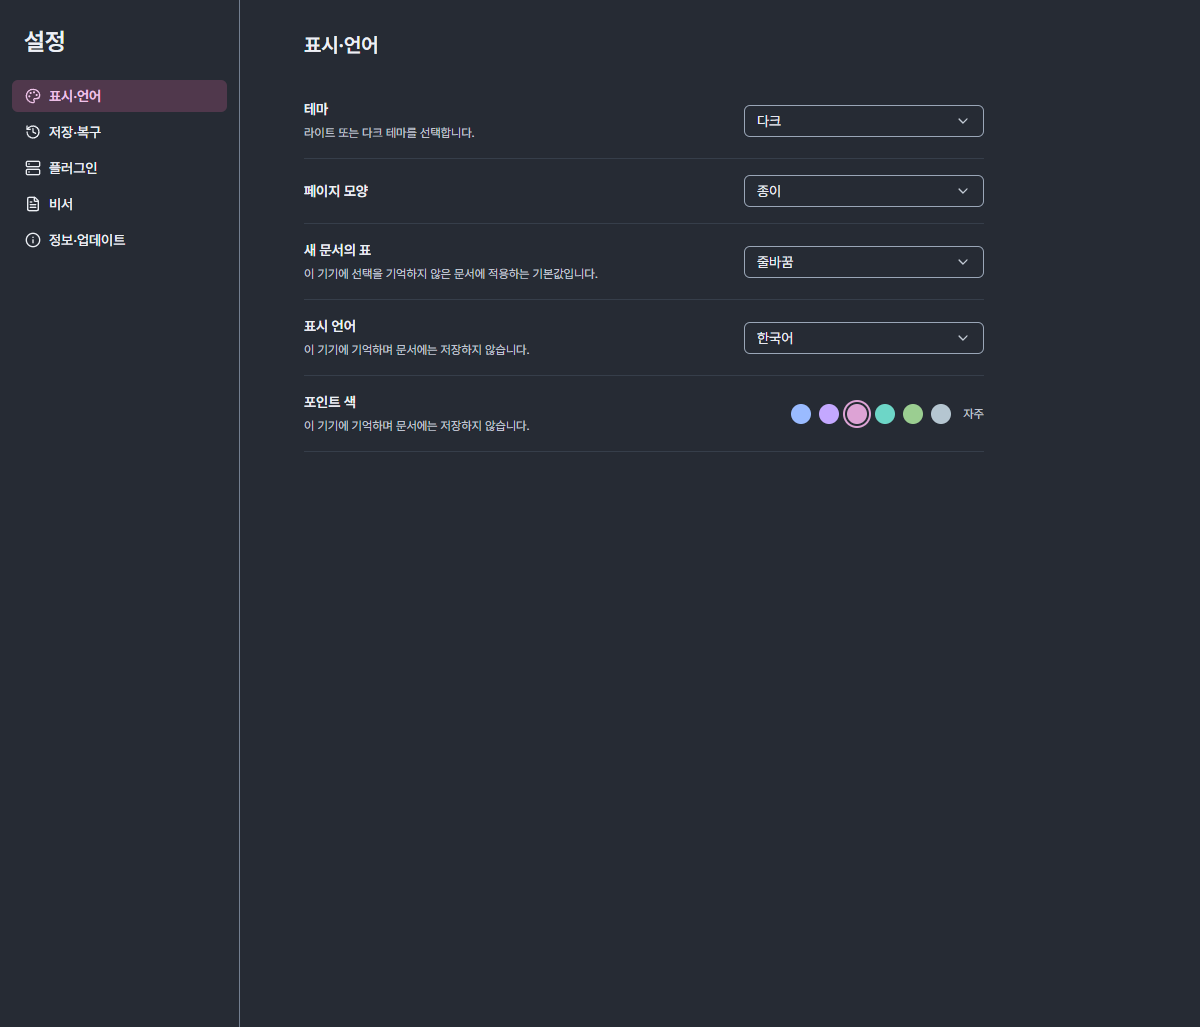 설정
표시·언어
저장·복구
플러그인
비서
정보·업데이트
표시·언어
테마
라이트 또는 다크 테마를 선택합니다.
다크
페이지 모양
종이
새 문서의 표
이 기기에 선택을 기억하지 않은 문서에 적용하는 기본값입니다.
줄바꿈
표시 언어
이 기기에 기억하며 문서에는 저장하지 않습니다.
한국어
포인트 색
이 기기에 기억하며 문서에는 저장하지 않습니다.
자주